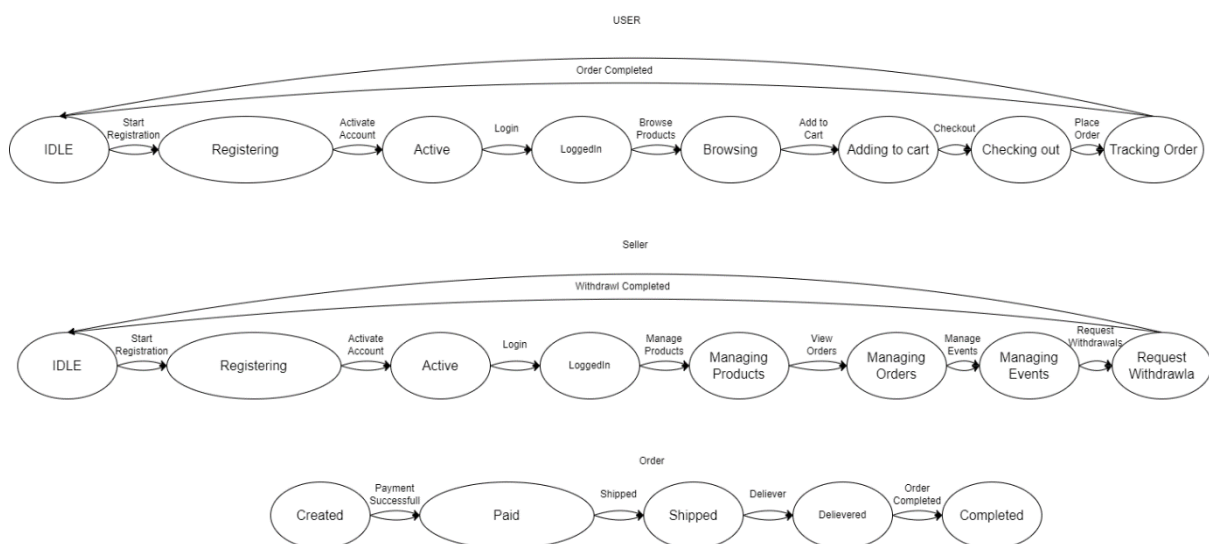 USER
Order Completed
Start
Registration
Activate
Account
Login
Browse
Products
Add to
Cart
Checkout
Place
Order
IDLE
Registering
Active
LoggedIn
Browsing
Adding to cart
Checking out
Tracking Order
Seller
Withdrawl Completed
Start
Registration
Activate
Account
Login
Manage
Products
View
Orders
Manage
Events
Request
Withdrawals
IDLE
Registering
Active
LoggedIn
Managing
Products
Managing
Orders
Managing
Events
Request
Withdrawla
Order
Payment
Successfull
Shipped
Deliever
Order
Completed
Created
Paid
Shipped
Delievered
Completed